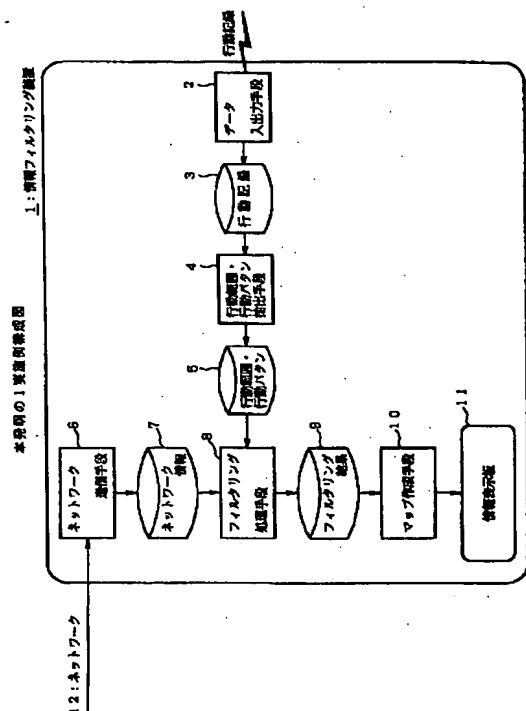 本発明の1実施例構成図
1:情報フィルタリング装置
12:ネットワーク
6
ネットワーク
通信手段
7
ネットワーク
情報
8
フィルタリング
処理手段
9
フィルタリング
結果
10
マップ作成手段
11
情報表示板
5
行動範囲・
行動パタン
4
行動範囲・
行動パタン
抽出手段
3
行動記録
2
データ
入出力手段
行動記録